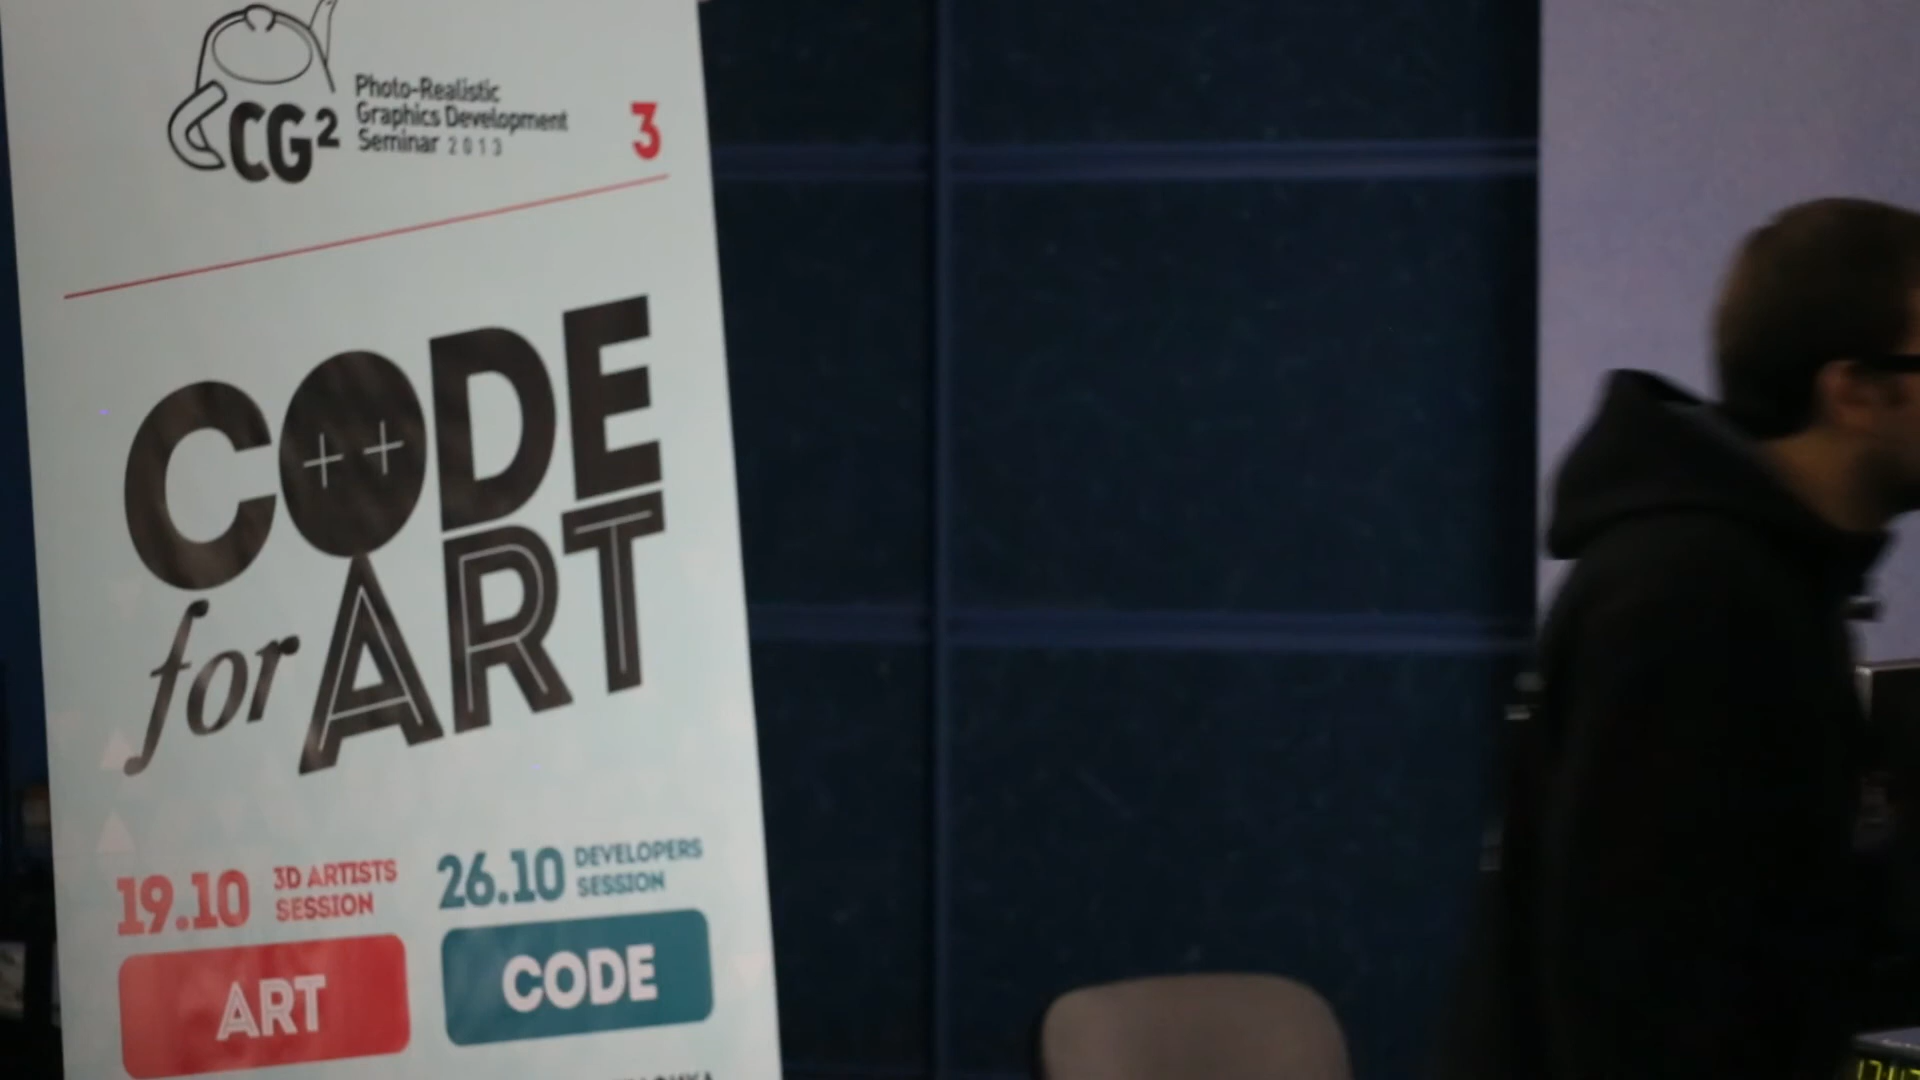 CG²
Photo-Realistic
Graphics Development
Seminar 2013
3
CODE
++
for ART
19.10
3D ARTISTS
SESSION
26.10
DEVELOPERS
SESSION
ART
CODE